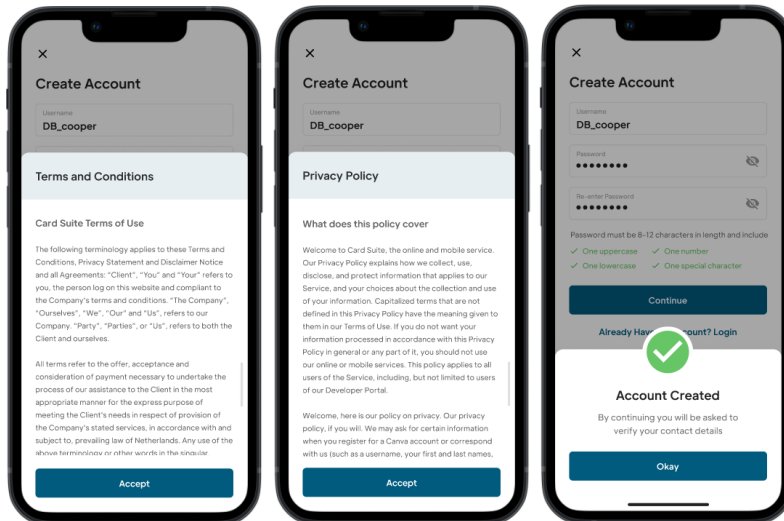 Create Account
Username
DB_cooper
Terms and Conditions
Card Suite Terms of Use
The following terminology applies to these Terms and
Conditions, Privacy Statement and Disclaimer Notice
and all Agreements: “Client”, “You” and “Your” refers to
you, the person log on this website and compliant to
the Company’s terms and conditions. “The Company”,
“Ourselves”, “We”, “Our” and “Us”, refers to our
Company. “Party”, “Parties”, or “Us”, refers to both the
Client and ourselves.
All terms refer to the offer, acceptance and
consideration of payment necessary to undertake the
process of our assistance to the Client in the most
appropriate manner for the express purpose of
meeting the Client’s needs in respect of provision of
the Company’s stated services, in accordance with and
subject to, prevailing law of Netherlands. Any use of the
above terminology or other words in the singular,
Accept
Create Account
Username
DB_cooper
Privacy Policy
What does this policy cover
Welcome to Card Suite, the online and mobile service.
Our Privacy Policy explains how we collect, use,
disclose, and protect information that applies to our
Service, and your choices about the collection and use
of your information. Capitalized terms that are not
defined in this Privacy Policy have the meaning given to
them in our Terms of Use. If you do not want your
information processed in accordance with this Privacy
Policy in general or any part of it, you should not use
our online or mobile services. This policy applies to all
users of the Service, including, but not limited to users
of our Developer Portal.
Welcome, here is our policy on privacy. Our privacy
policy, if you will. We may ask for certain information
when you register for a Canva account or correspond
with us (such as a username, your first and last names,
Accept
Create Account
Username
DB_cooper
Password
Re-enter Password
Password must be 8-12 characters in length and include
One uppercase One number
One lowercase One special character
Continue
Already Have ount? Login
Account Created
By continuing you will be asked to
verify your contact details
Okay